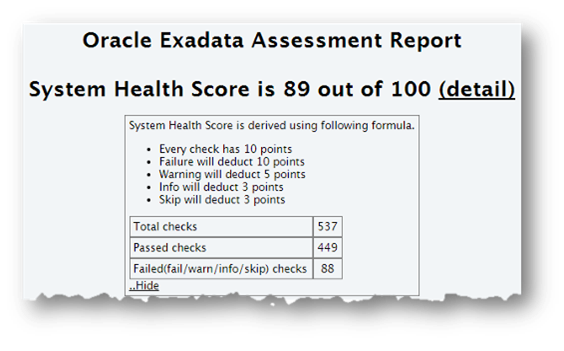 Oracle Exadata Assessment Report
System Health Score is 89 out of 100 (detail)
System Health Score is derived using following formula.
• Every check has 10 points
• Failure will deduct 10 points
• Warning will deduct 5 points
• Info will deduct 3 points
• Skip will deduct 3 points
Total checks 537
Passed checks 449
Failed(fail/warn/info/skip) checks 88
..Hide